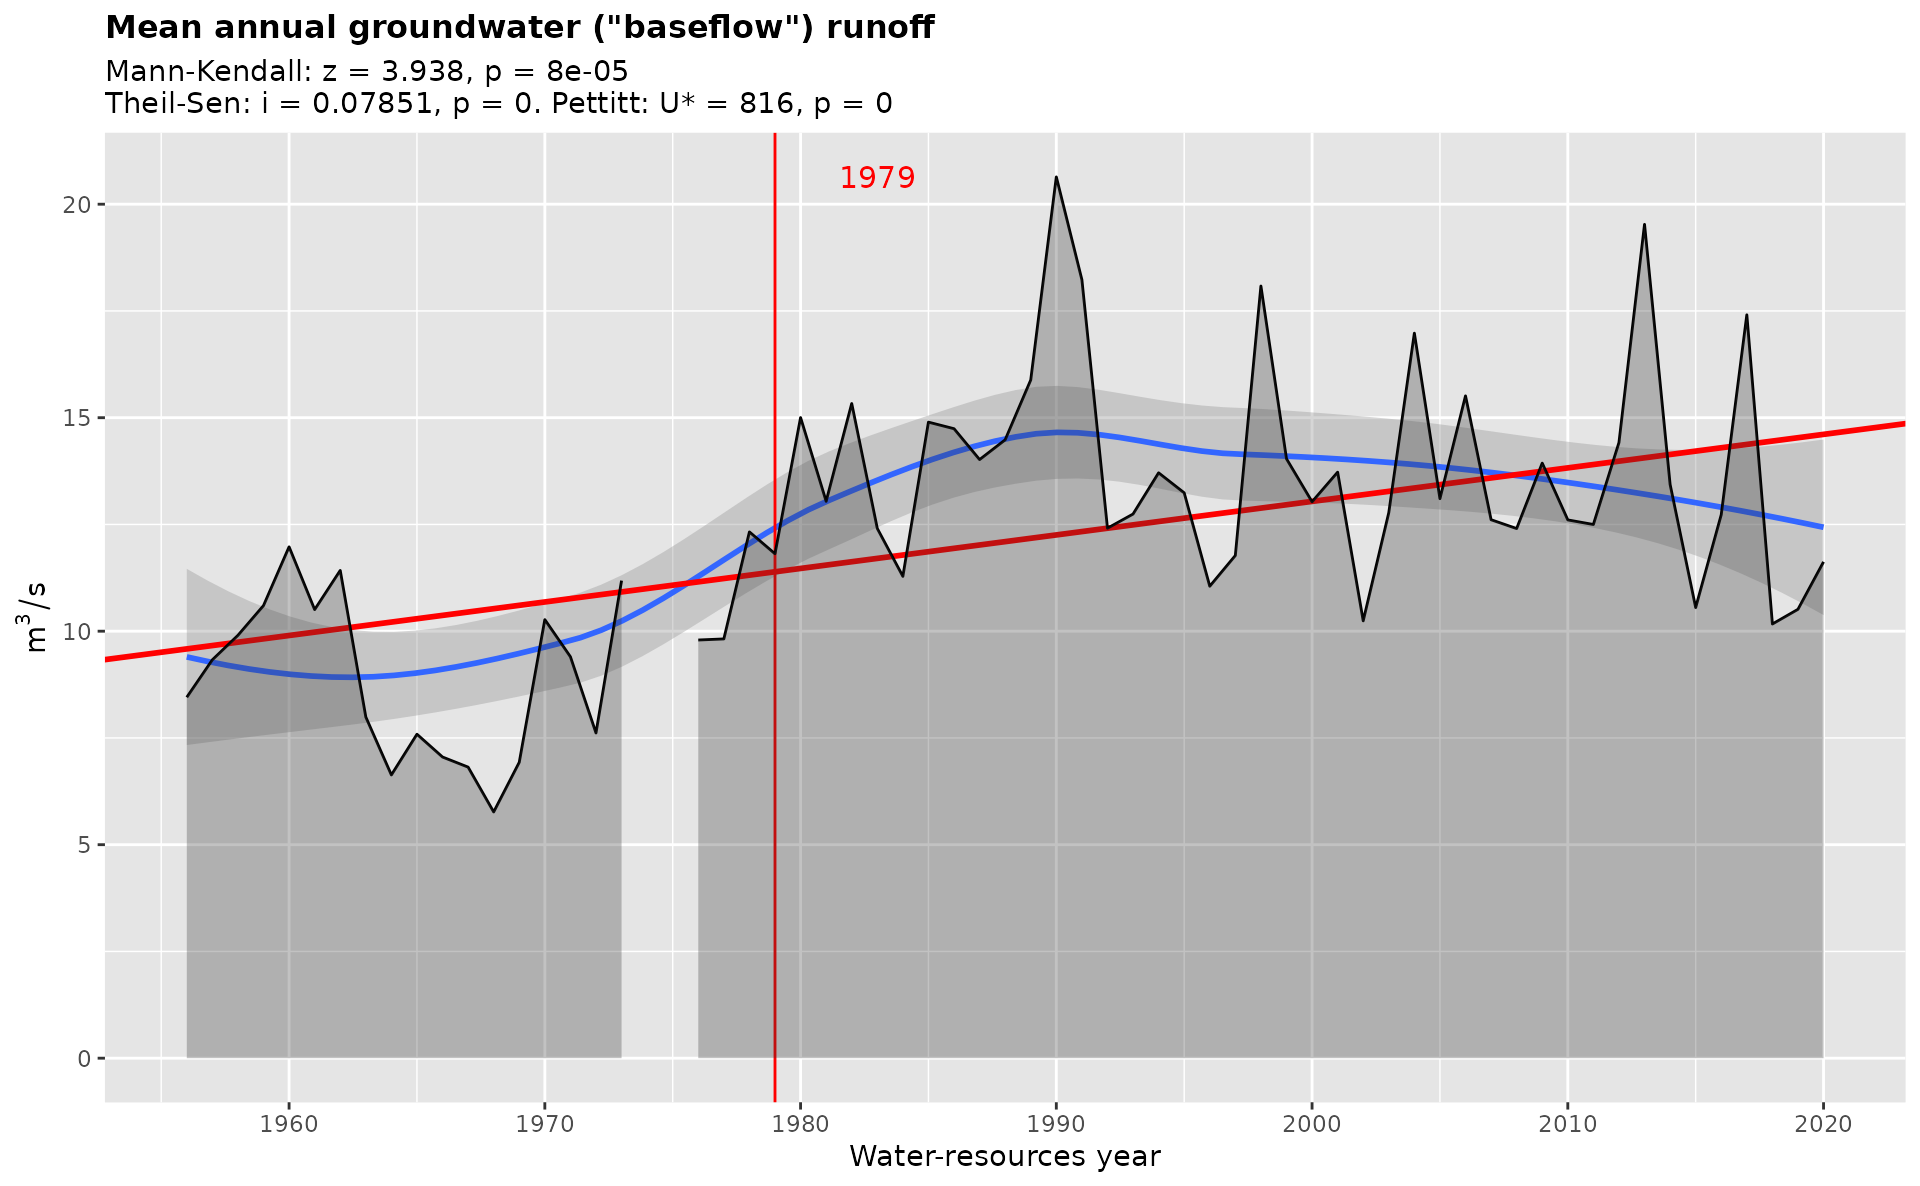 Mean annual groundwater ("baseflow") runoff
Mann-Kendall: z = 3.938, p = 8e-05
Theil-Sen: i = 0.07851, p = 0. Pettitt: U* = 816, p = 0
1979
20
15
10
5
0
m³/s
1960 1970 1980 1990 2000 2010 2020
Water-resources year